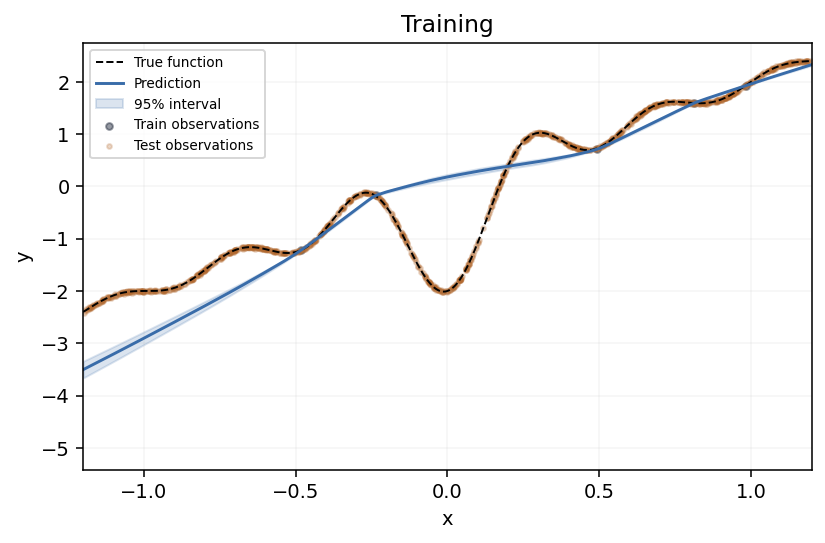 Training
True function
Prediction
95% interval
Train observations
Test observations
y
2
1
0
−1
−2
−3
−4
−5
−1.0
−0.5
0.0
0.5
1.0
x